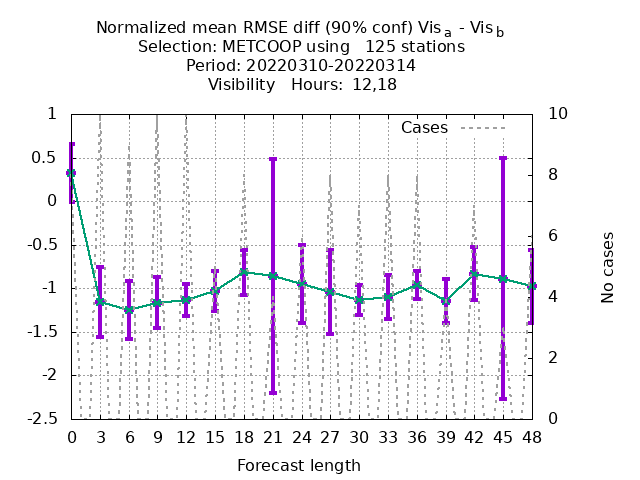 Normalized mean RMSE diff (90% conf) Vis a - Vis b
Selection: METCOOP using   125 stations
Period: 20220310-20220314
Visibility   Hours: 12,18
Cases
1
0.5
0
-0.5
-1
-1.5
-2
-2.5
10
8
6
4
2
0
No cases
0 3 6 9 12 15 18 21 24 27 30 33 36 39 42 45 48
Forecast length